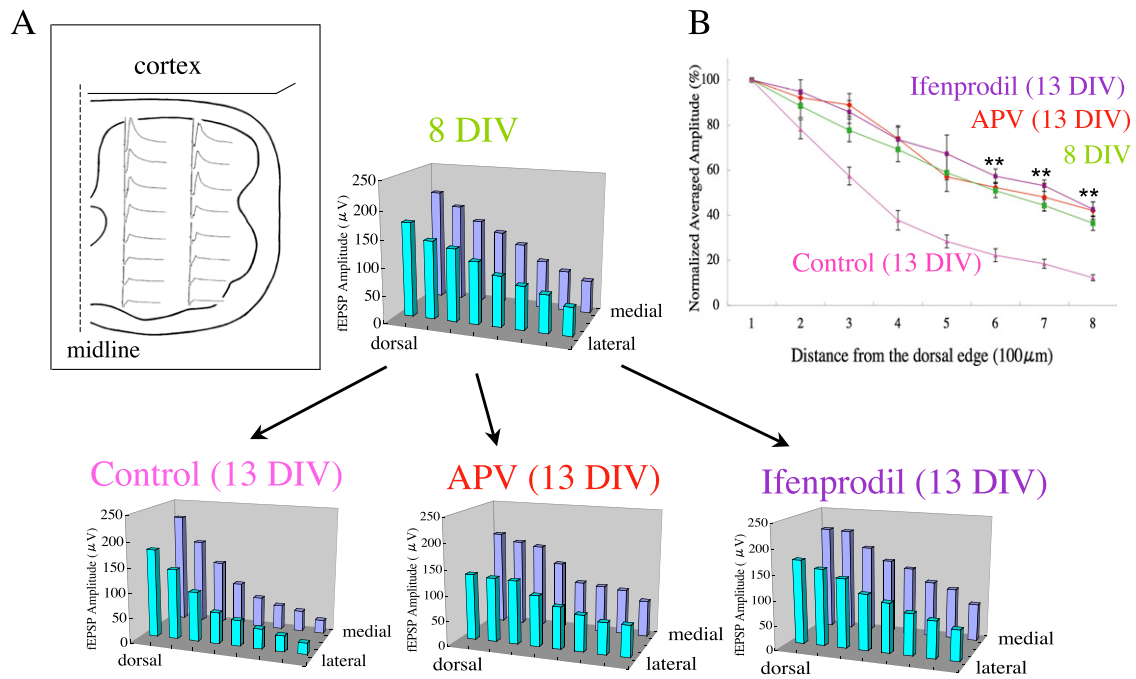 A
cortex
midline
8 DIV
fEPSP Amplitude (μV)
250
200
150
100
50
0
dorsal
medial
lateral
B
Normalized Averaged Amplitude (%)
100
80
60
40
20
0
Ifenprodil (13 DIV)
APV (13 DIV)
8 DIV
** ** **
Control (13 DIV)
1 2 3 4 5 6 7 8
Distance from the dorsal edge (100μm)
Control (13 DIV)
fEPSP Amplitude (μV)
250
200
150
100
50
0
dorsal
medial
lateral
APV (13 DIV)
fEPSP Amplitude (μV)
250
200
150
100
50
0
dorsal
medial
lateral
Ifenprodil (13 DIV)
fEPSP Amplitude (μV)
250
200
150
100
50
0
dorsal
medial
lateral